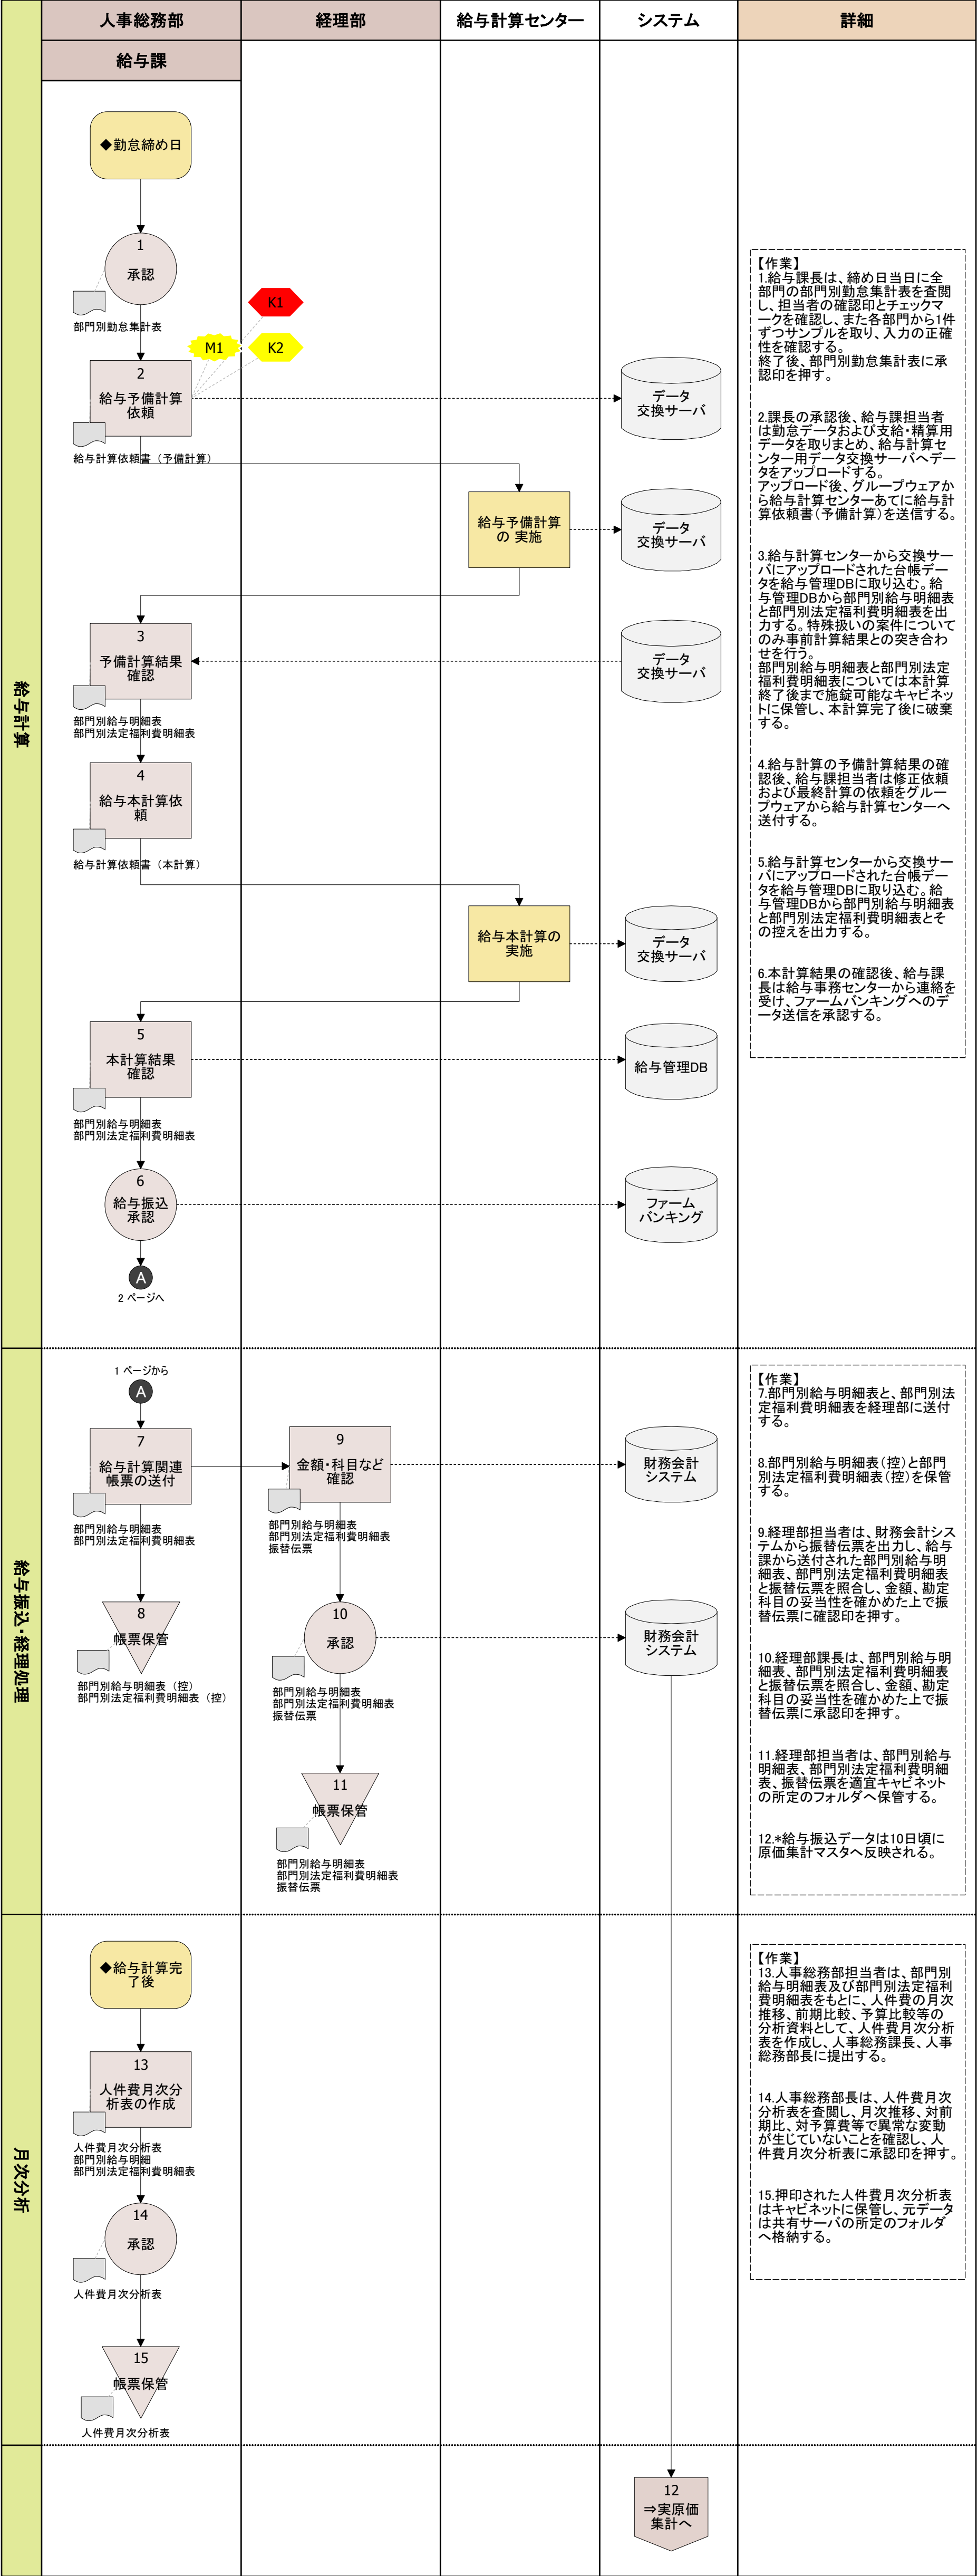 人事総務部
経理部
給与計算センター
システム
詳細
給与課
給与計算
◆勤怠締め日
1
承認
部門別勤怠集計表
K1
M1
K2
2
給与予備計算
依頼
給与計算依頼書（予備計算）
データ
交換サーバ
給与予備計算
の 実施
データ
交換サーバ
3
予備計算結果
確認
部門別給与明細表
部門別法定福利費明細表
データ
交換サーバ
4
給与本計算依
頼
給与計算依頼書（本計算）
給与本計算の
実施
データ
交換サーバ
5
本計算結果
確認
部門別給与明細表
部門別法定福利費明細表
給与管理DB
6
給与振込
承認
ファーム
バンキング
A
2 ページへ
【作業】
1.給与課長は、締め日当日に全
部門の部門別勤怠集計表を査閲
し、担当者の確認印とチェックマ
ークを確認し、また各部門から1件
ずつサンプルを取り、入力の正確
性を確認する。
終了後、部門別勤怠集計表に承
認印を押す。
2.課長の承認後、給与課担当者
は勤怠データおよび支給・精算用
データを取りまとめ、給与計算セ
ンター用データ交換サーバへデー
タをアップロードする。
アップロード後、グループウェアか
ら給与計算センターあてに給与計
算依頼書（予備計算）を送信する。
3.給与計算センターから交換サー
バにアップロードされた台帳デー
タを給与管理DBに取り込む。給
与管理DBから部門別給与明細表
と部門別法定福利費明細表を出
力する。特殊扱いの案件について
のみ事前計算結果との突き合わ
せを行う。
部門別給与明細表と部門別法定
福利費明細表については本計算
終了後まで施錠可能なキャビネッ
トに保管し、本計算完了後に破棄
する。
4.給与計算の予備計算結果の確
認後、給与課担当者は修正依頼
および最終計算の依頼をグルー
プウェアから給与計算センターへ
送付する。
5.給与計算センターから交換サー
バにアップロードされた台帳デー
タを給与管理DBに取り込む。給
与管理DBから部門別給与明細表
と部門別法定福利費明細表とそ
の控えを出力する。
6.本計算結果の確認後、給与課
長は給与事務センターから連絡を
受け、ファームバンキングへのデ
ータ送信を承認する。
給与振込・経理処理
1 ページから
A
7
給与計算関連
帳票の送付
部門別給与明細表
部門別法定福利費明細表
8
帳票保管
部門別給与明細表（控）
部門別法定福利費明細表（控）
9
金額・科目など
確認
部門別給与明細表
部門別法定福利費明細表
振替伝票
財務会計
システム
10
承認
部門別給与明細表
部門別法定福利費明細表
振替伝票
財務会計
システム
11
帳票保管
部門別給与明細表
部門別法定福利費明細表
振替伝票
【作業】
7.部門別給与明細表と、部門別法
定福利費明細表を経理部に送付
する。
8.部門別給与明細表（控）と部門
別法定福利費明細表（控）を保管
する。
9.経理部担当者は、財務会計シス
テムから振替伝票を出力し、給与
課から送付された部門別給与明
細表、部門別法定福利費明細表
と振替伝票を照合し、金額、勘定
科目の妥当性を確かめた上で振
替伝票に確認印を押す。
10.経理部課長は、部門別給与明
細表、部門別法定福利費明細表
と振替伝票を照合し、金額、勘定
科目の妥当性を確かめた上で振
替伝票に承認印を押す。
11.経理部担当者は、部門別給与
明細表、部門別法定福利費明細
表、振替伝票を適宜キャビネット
の所定のフォルダへ保管する。
12.*給与振込データは10日頃に
原価集計マスタへ反映される。
月次分析
◆給与計算完
了後
13
人件費月次分
析表の作成
人件費月次分析表
部門別給与明細
部門別法定福利費明細表
14
承認
人件費月次分析表
15
帳票保管
人件費月次分析表
【作業】
13.人事総務部担当者は、部門別
給与明細表及び部門別法定福利
費明細表をもとに、人件費の月次
推移、前期比較、予算比較等の
分析資料として、人件費月次分析
表を作成し、人事総務課長、人事
総務部長に提出する。
14.人事総務部長は、人件費月次
分析表を査閲し、月次推移、対前
期比、対予算費等で異常な変動
が生じていないことを確認し、人
件費月次分析表に承認印を押す。
15.押印された人件費月次分析表
はキャビネットに保管し、元データ
は共有サーバの所定のフォルダ
へ格納する。
12
⇒実原価
集計へ